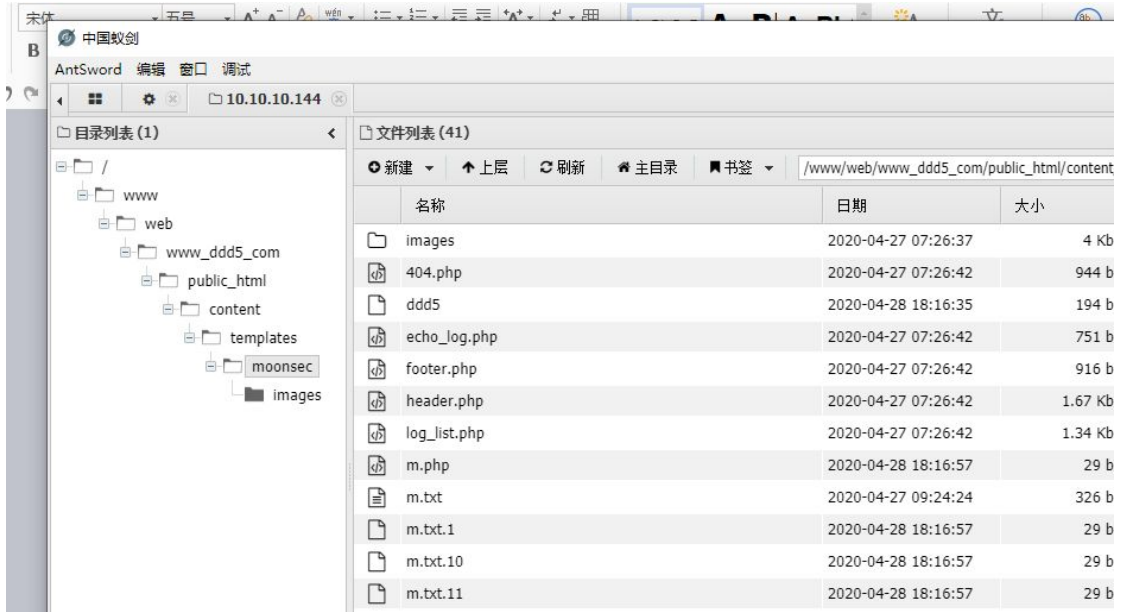 宋体 五号 A A wén
B
中国蚁剑
AntSword 编辑 窗口 调试
10.10.10.144
目录列表 (1)
文件列表 (41)
新建 上层 刷新 主目录 书签 /www/web/www_ddd5_com/public_html/content
名称 日期 大小
/
www
web
www_ddd5_com
public_html
content
templates
moonsec
images
images 2020-04-27 07:26:37 4 Kb
404.php 2020-04-27 07:26:42 944 b
ddd5 2020-04-28 18:16:35 194 b
echo_log.php 2020-04-27 07:26:42 751 b
footer.php 2020-04-27 07:26:42 916 b
header.php 2020-04-27 07:26:42 1.67 Kb
log_list.php 2020-04-27 07:26:42 1.34 Kb
m.php 2020-04-28 18:16:57 29 b
m.txt 2020-04-27 09:24:24 326 b
m.txt.1 2020-04-28 18:16:57 29 b
m.txt.10 2020-04-28 18:16:57 29 b
m.txt.11 2020-04-28 18:16:57 29 b